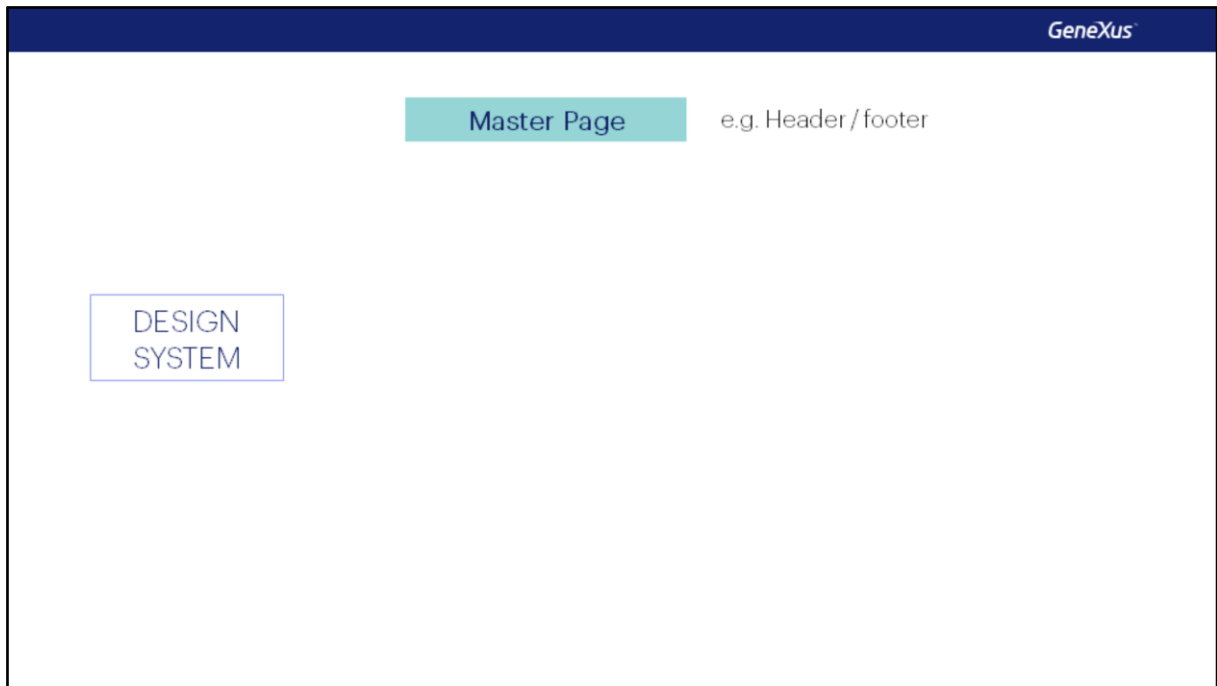 GeneXus
Master Page
e.g. Header / footer
DESIGN
SYSTEM